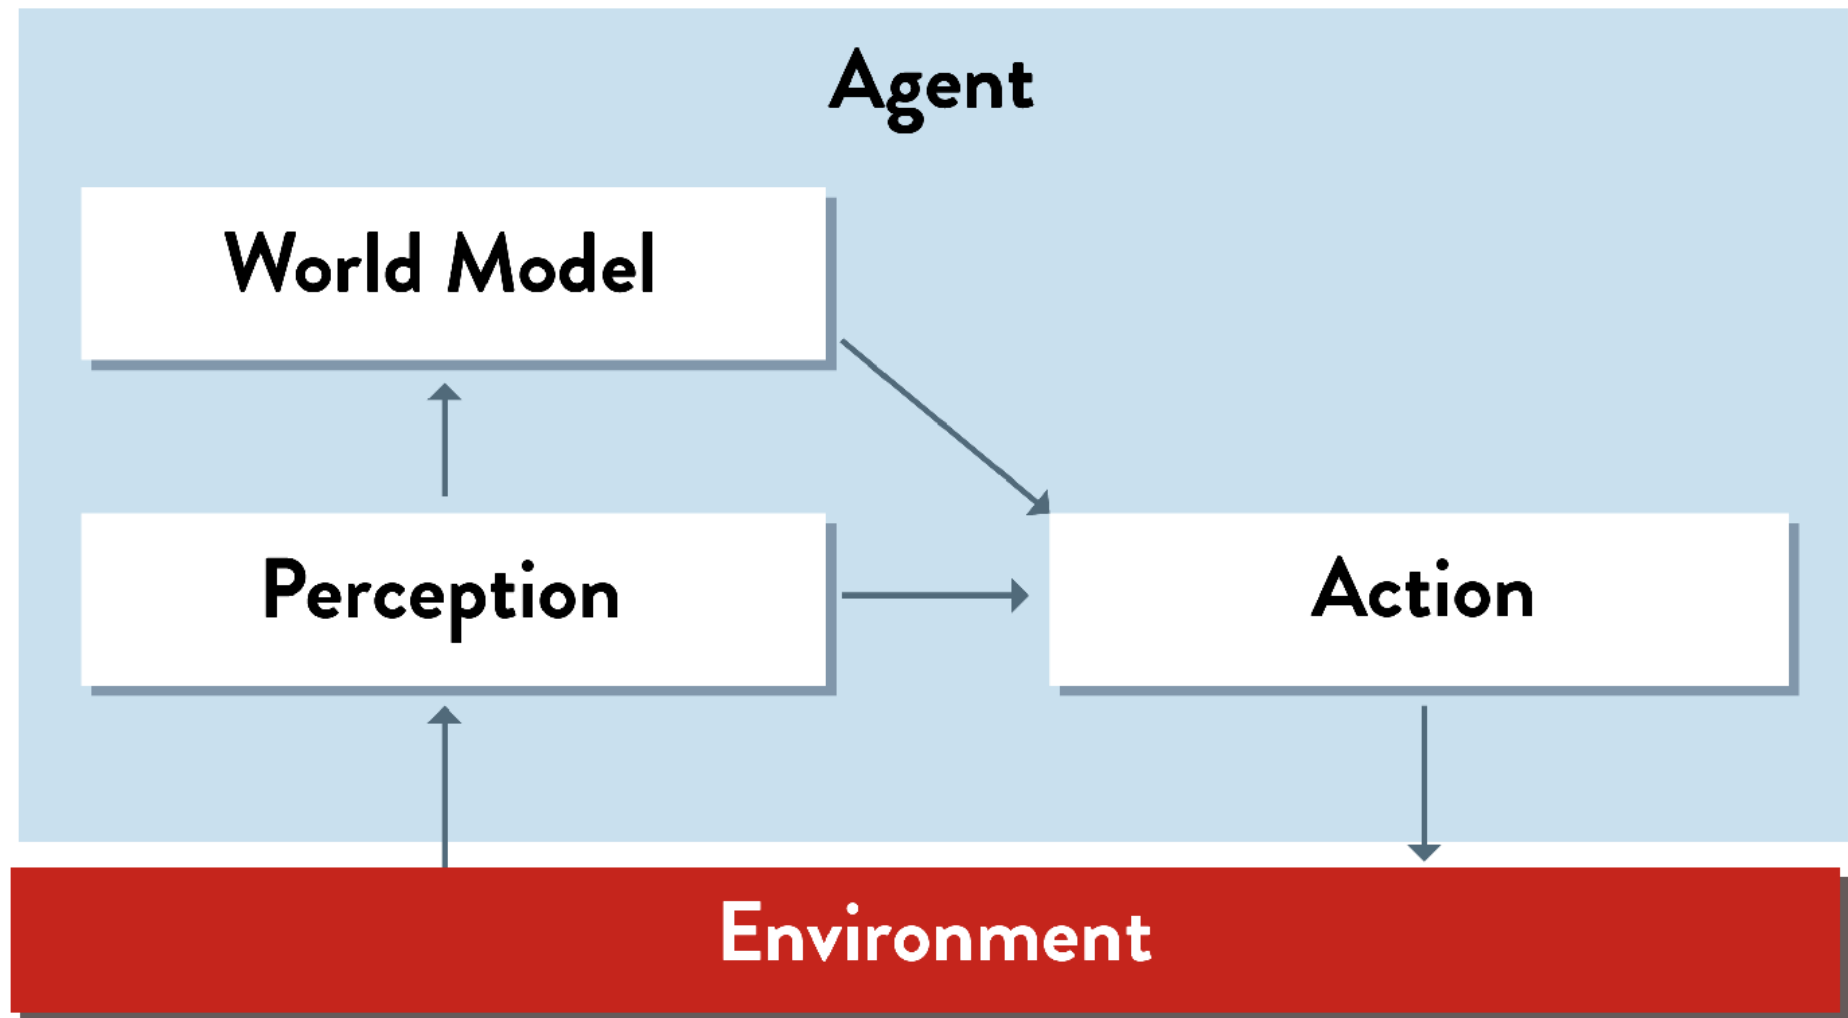 Agent
World Model
Perception
Action
Environment